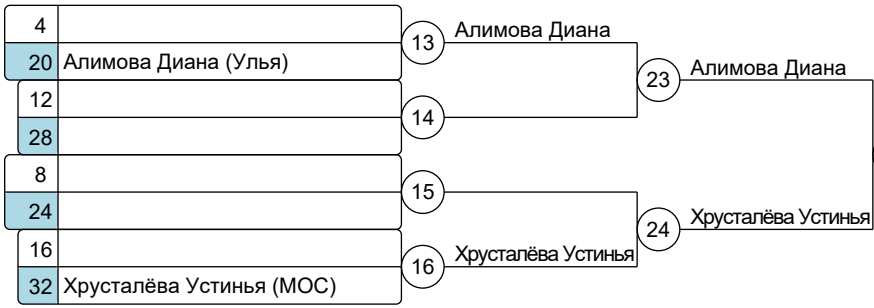 4
20 Алимова Диана (Улья)
13 Алимова Диана
12
28
14
23 Алимова Диана
8
24
15
16
32 Хрусталёва Устинья (МОС)
16 Хрусталёва Устинья
24 Хрусталёва Устинья